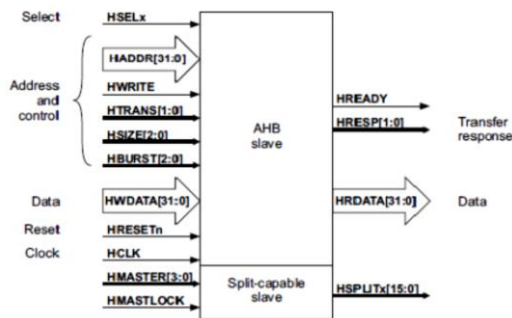 Select
HSELx
HADDR[31:0]
HWRITE
Address
and
control
HTRANS[1:0]
HSIZE[2:0]
HBURST[2:0]
AHB
slave
HREADY
HRESP[1:0]
Transfer
response
Data
HWDATA[31:0]
HRDATA[31:0]
Data
Reset
HRESETn
Clock
HCLK
HMASTER[3:0]
HMASTLOCK
Split-capable
slave
HSPLITx[15:0]